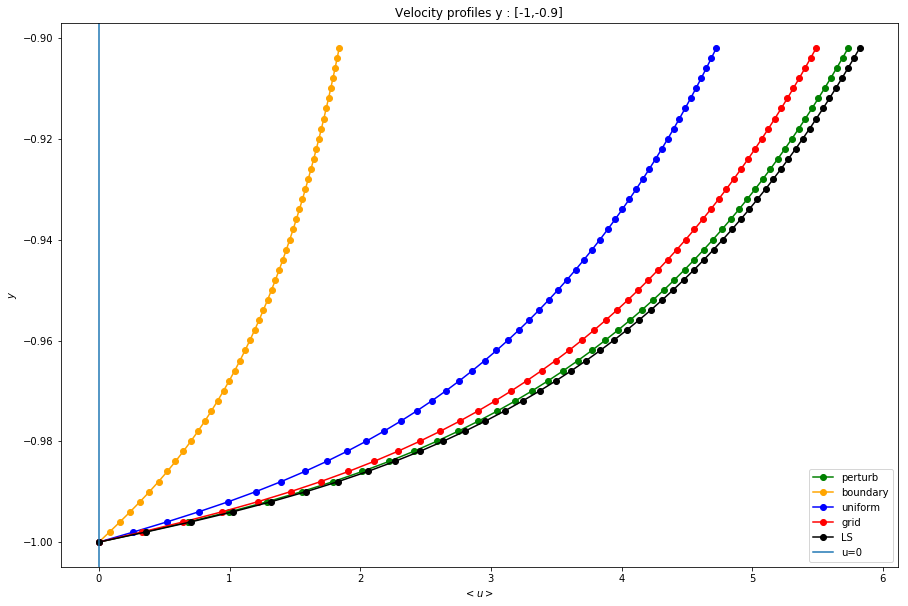 Velocity profiles y : [-1,-0.9]
−0.90
−0.92
−0.94
−0.96
−0.98
−1.00
y
0 1 2 3 4 5 6
< u >
perturb
boundary
uniform
grid
LS
u=0